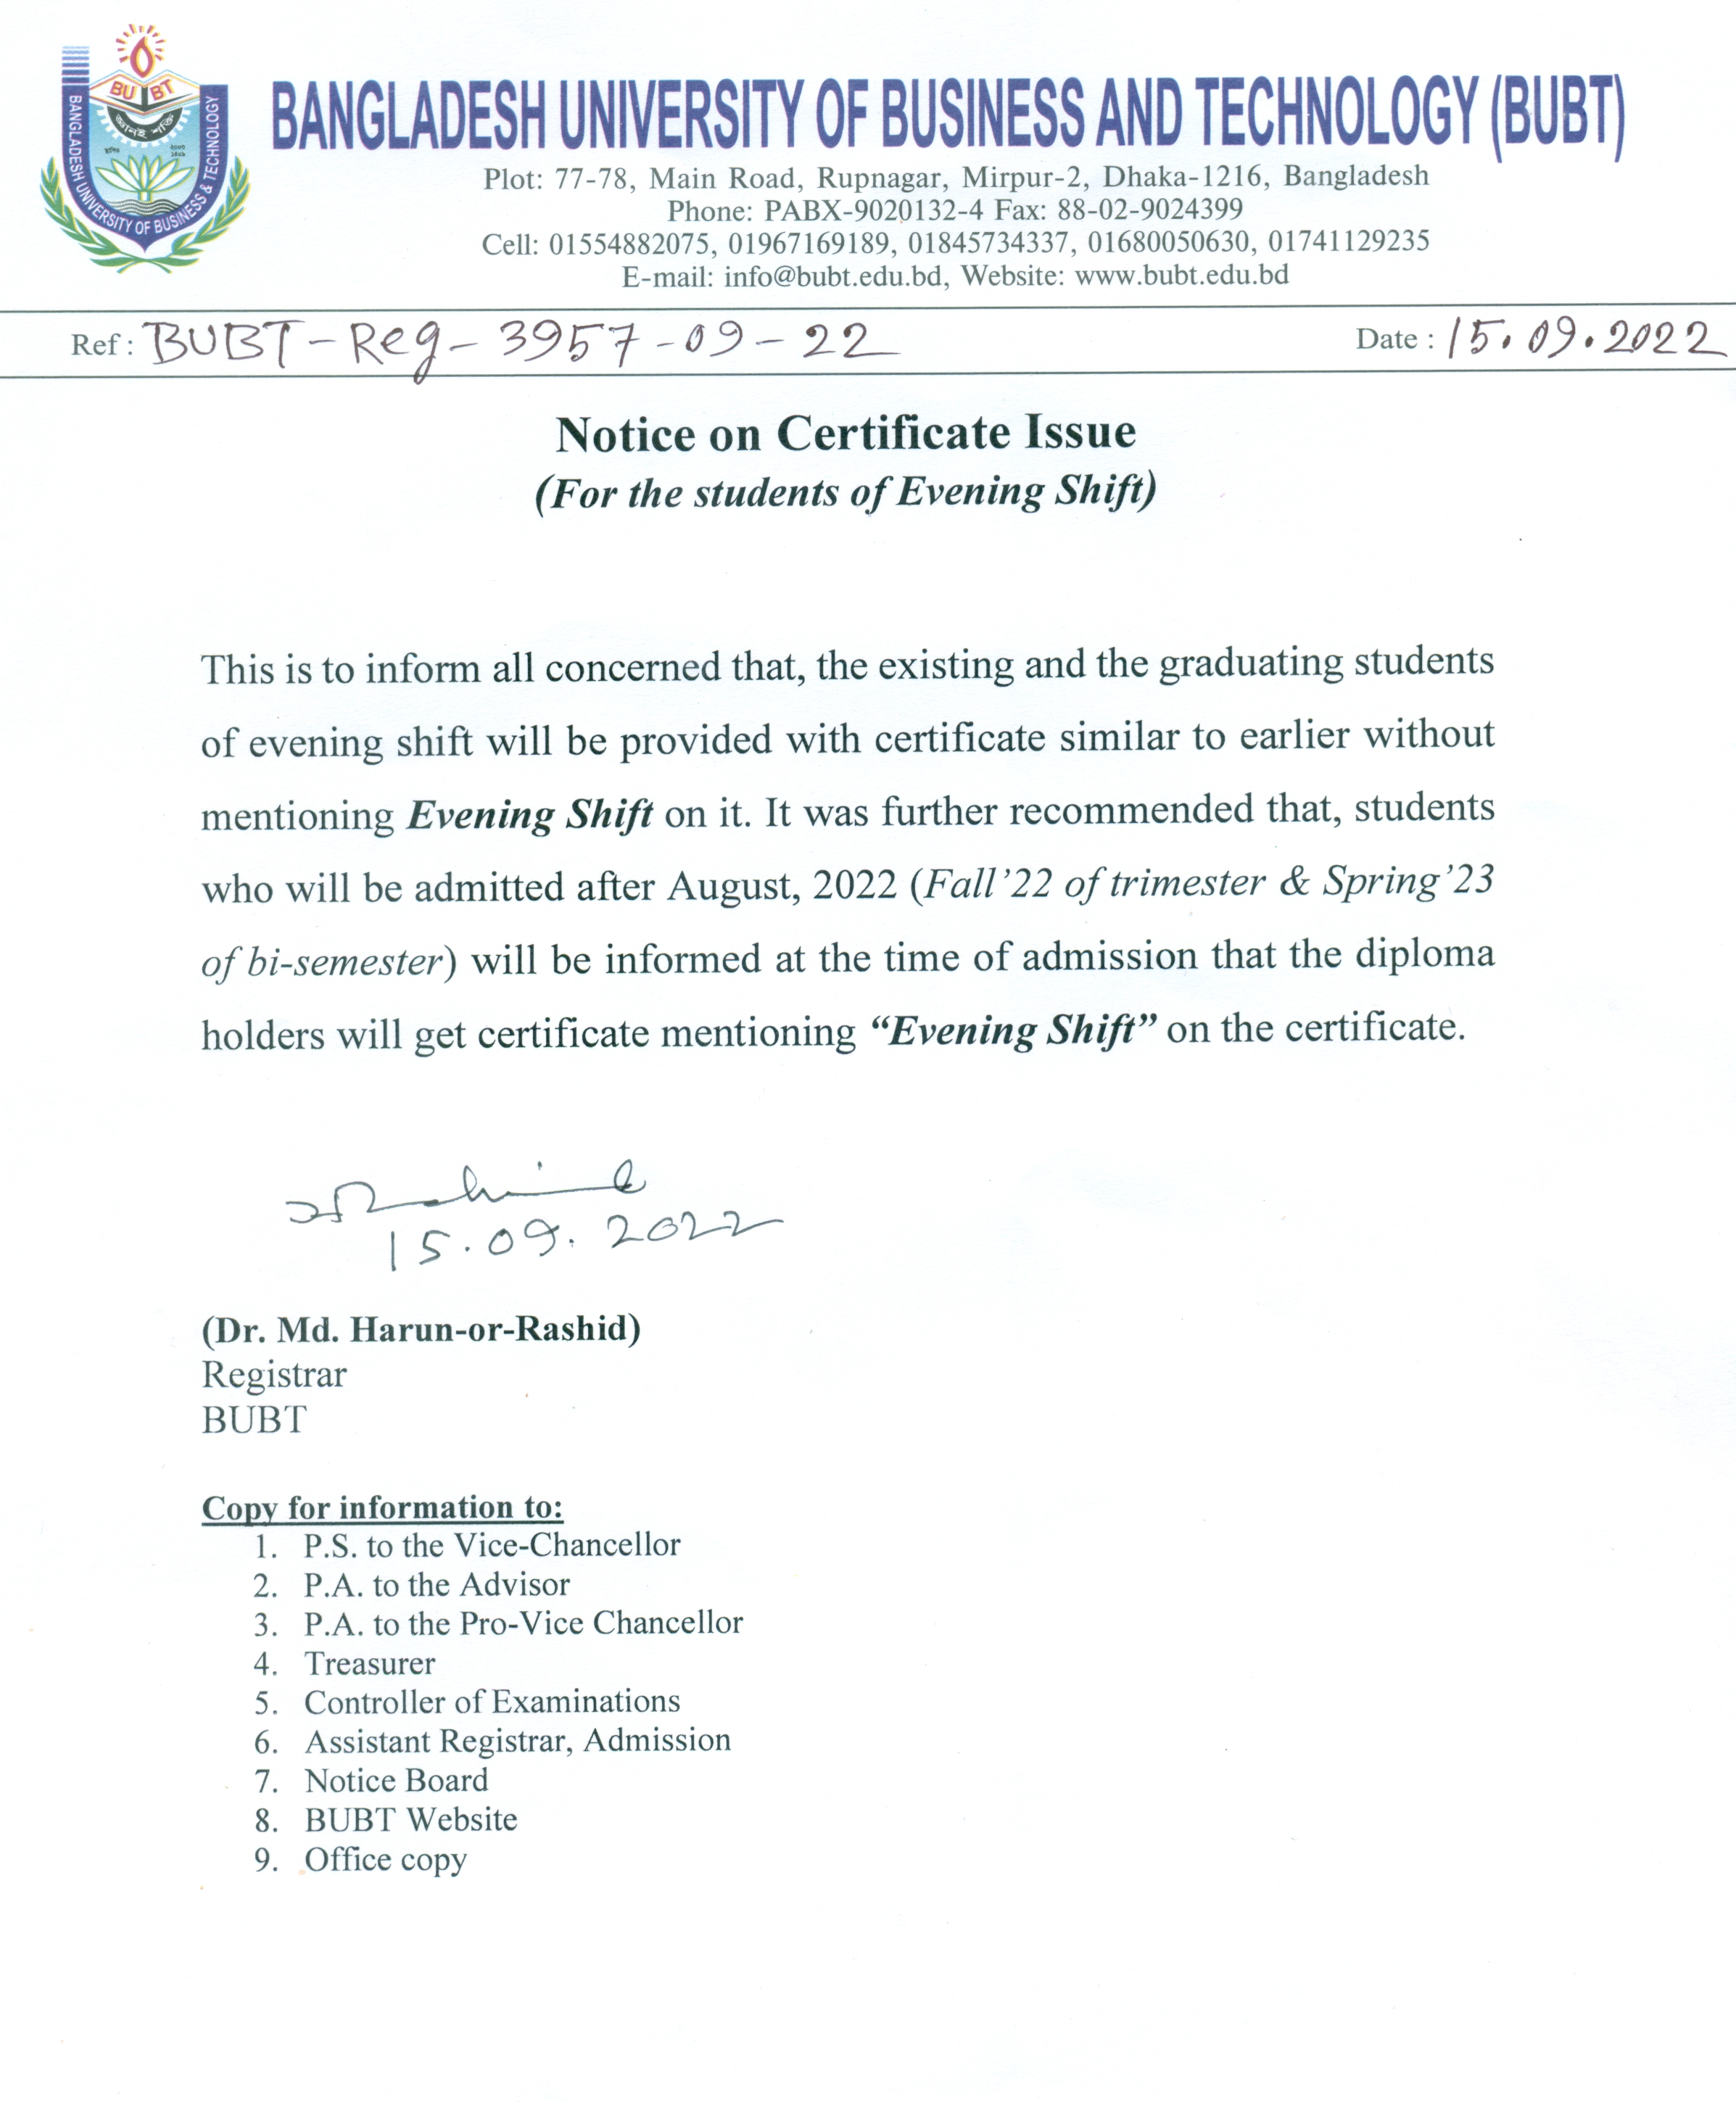 BU BT
জ্ঞানই শক্তি
BANGLADESH UNIVERSITY OF BUSINESS & TECHNOLOGY
BANGLADESH UNIVERSITY OF BUSINESS AND TECHNOLOGY (BUBT)
Plot: 77-78, Main Road, Rupnagar, Mirpur-2, Dhaka-1216, Bangladesh
Phone: PABX-9020132-4 Fax: 88-02-9024399
Cell: 01554882075, 01967169189, 01845734337, 01680050630, 01741129235
E-mail: info@bubt.edu.bd, Website: www.bubt.edu.bd
Ref : BUBT-Reg-3957-09-22 Date : 15.09.2022
Notice on Certificate Issue
(For the students of Evening Shift)
This is to inform all concerned that, the existing and the graduating students
of evening shift will be provided with certificate similar to earlier without
mentioning Evening Shift on it. It was further recommended that, students
who will be admitted after August, 2022 (Fall’22 of trimester & Spring’23
of bi-semester) will be informed at the time of admission that the diploma
holders will get certificate mentioning “Evening Shift” on the certificate.
15.09.2022
(Dr. Md. Harun-or-Rashid)
Registrar
BUBT
Copy for information to:
1. P.S. to the Vice-Chancellor
2. P.A. to the Advisor
3. P.A. to the Pro-Vice Chancellor
4. Treasurer
5. Controller of Examinations
6. Assistant Registrar, Admission
7. Notice Board
8. BUBT Website
9. Office copy